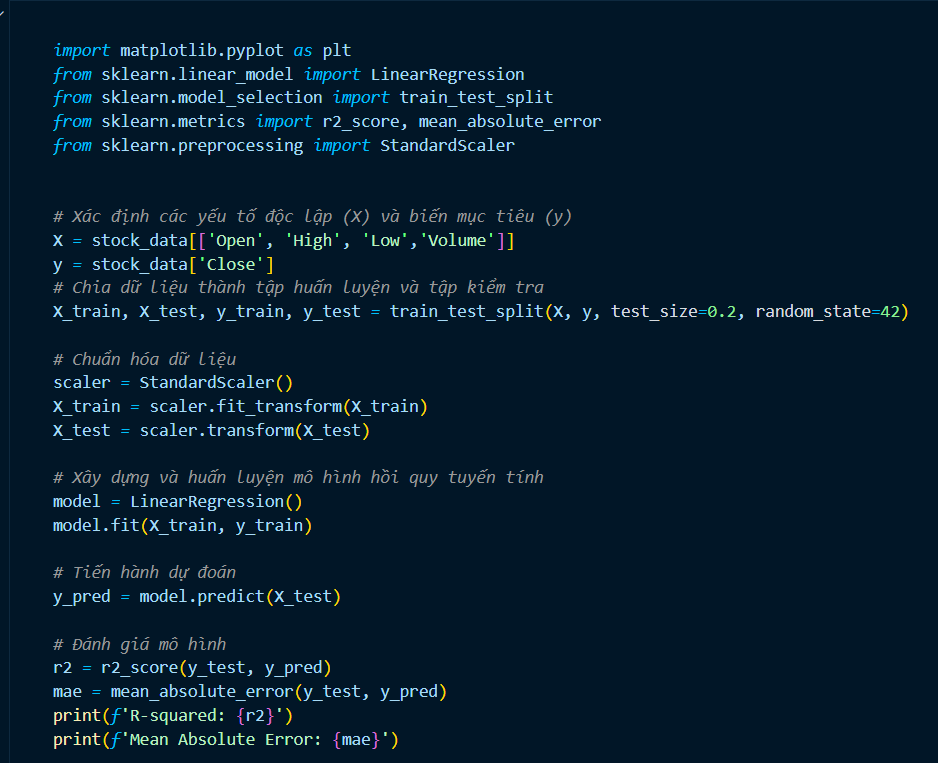 import matplotlib.pyplot as plt
from sklearn.linear_model import LinearRegression
from sklearn.model_selection import train_test_split
from sklearn.metrics import r2_score, mean_absolute_error
from sklearn.preprocessing import StandardScaler
# Xác định các yếu tố độc lập (X) và biến mục tiêu (y)
X = stock_data[['Open', 'High', 'Low','Volume']]
y = stock_data['Close']
# Chia dữ liệu thành tập huấn luyện và tập kiểm tra
X_train, X_test, y_train, y_test = train_test_split(X, y, test_size=0.2, random_state=42)
# Chuẩn hóa dữ liệu
scaler = StandardScaler()
X_train = scaler.fit_transform(X_train)
X_test = scaler.transform(X_test)
# Xây dựng và huấn luyện mô hình hồi quy tuyến tính
model = LinearRegression()
model.fit(X_train, y_train)
# Tiến hành dự đoán
y_pred = model.predict(X_test)
# Đánh giá mô hình
r2 = r2_score(y_test, y_pred)
mae = mean_absolute_error(y_test, y_pred)
print(f'R-squared: {r2}')
print(f'Mean Absolute Error: {mae}')